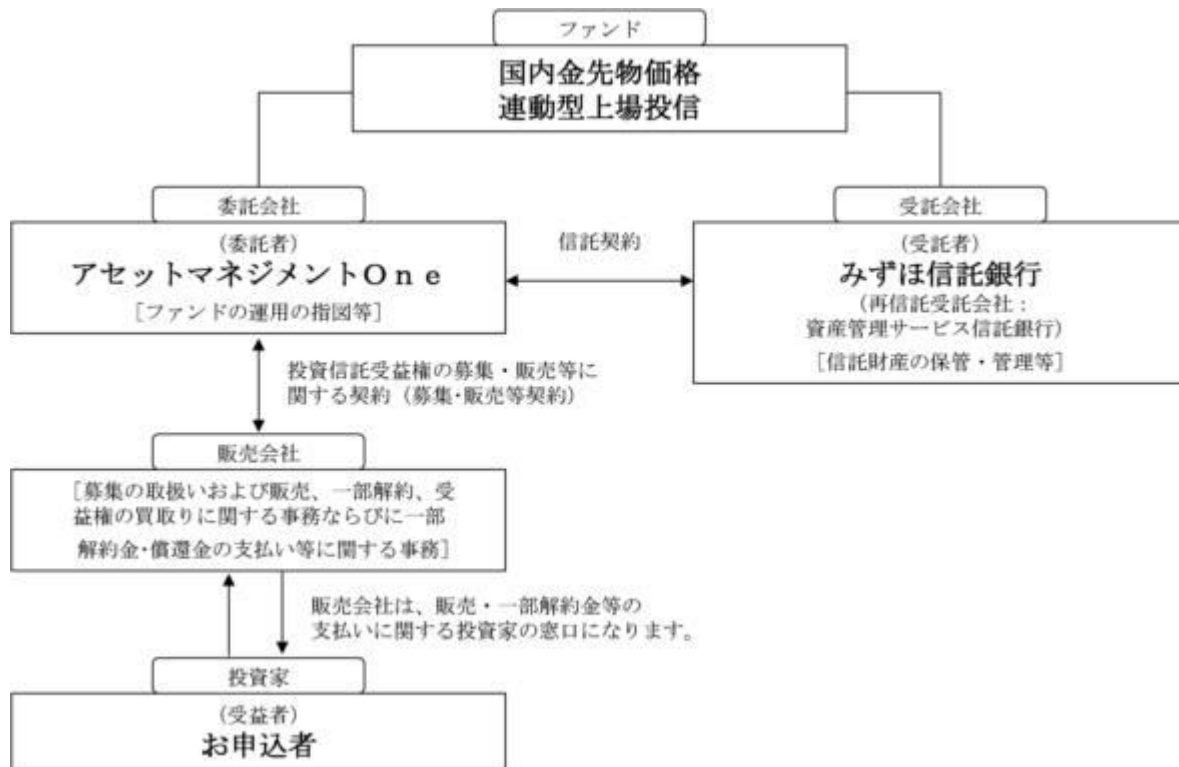 ファンド
国内金先物価格
連動型上場投信
委託会社
(委託者)
アセットマネジメントOne
[ファンドの運用の指図等]
信託契約
受託会社
(受託者)
みずほ信託銀行
(再信託受託会社:
資産管理サービス信託銀行)
[信託財産の保管・管理等]
投資信託受益権の募集・販売等に
関する契約(募集・販売等契約)
販売会社
[募集の取扱いおよび販売、一部解約、受
益権の買取りに関する事務ならびに一部
解約金・償還金の支払い等に関する事務]
販売会社は、販売・一部解約金等の
支払いに関する投資家の窓口になります。
投資家
(受益者)
お申込者